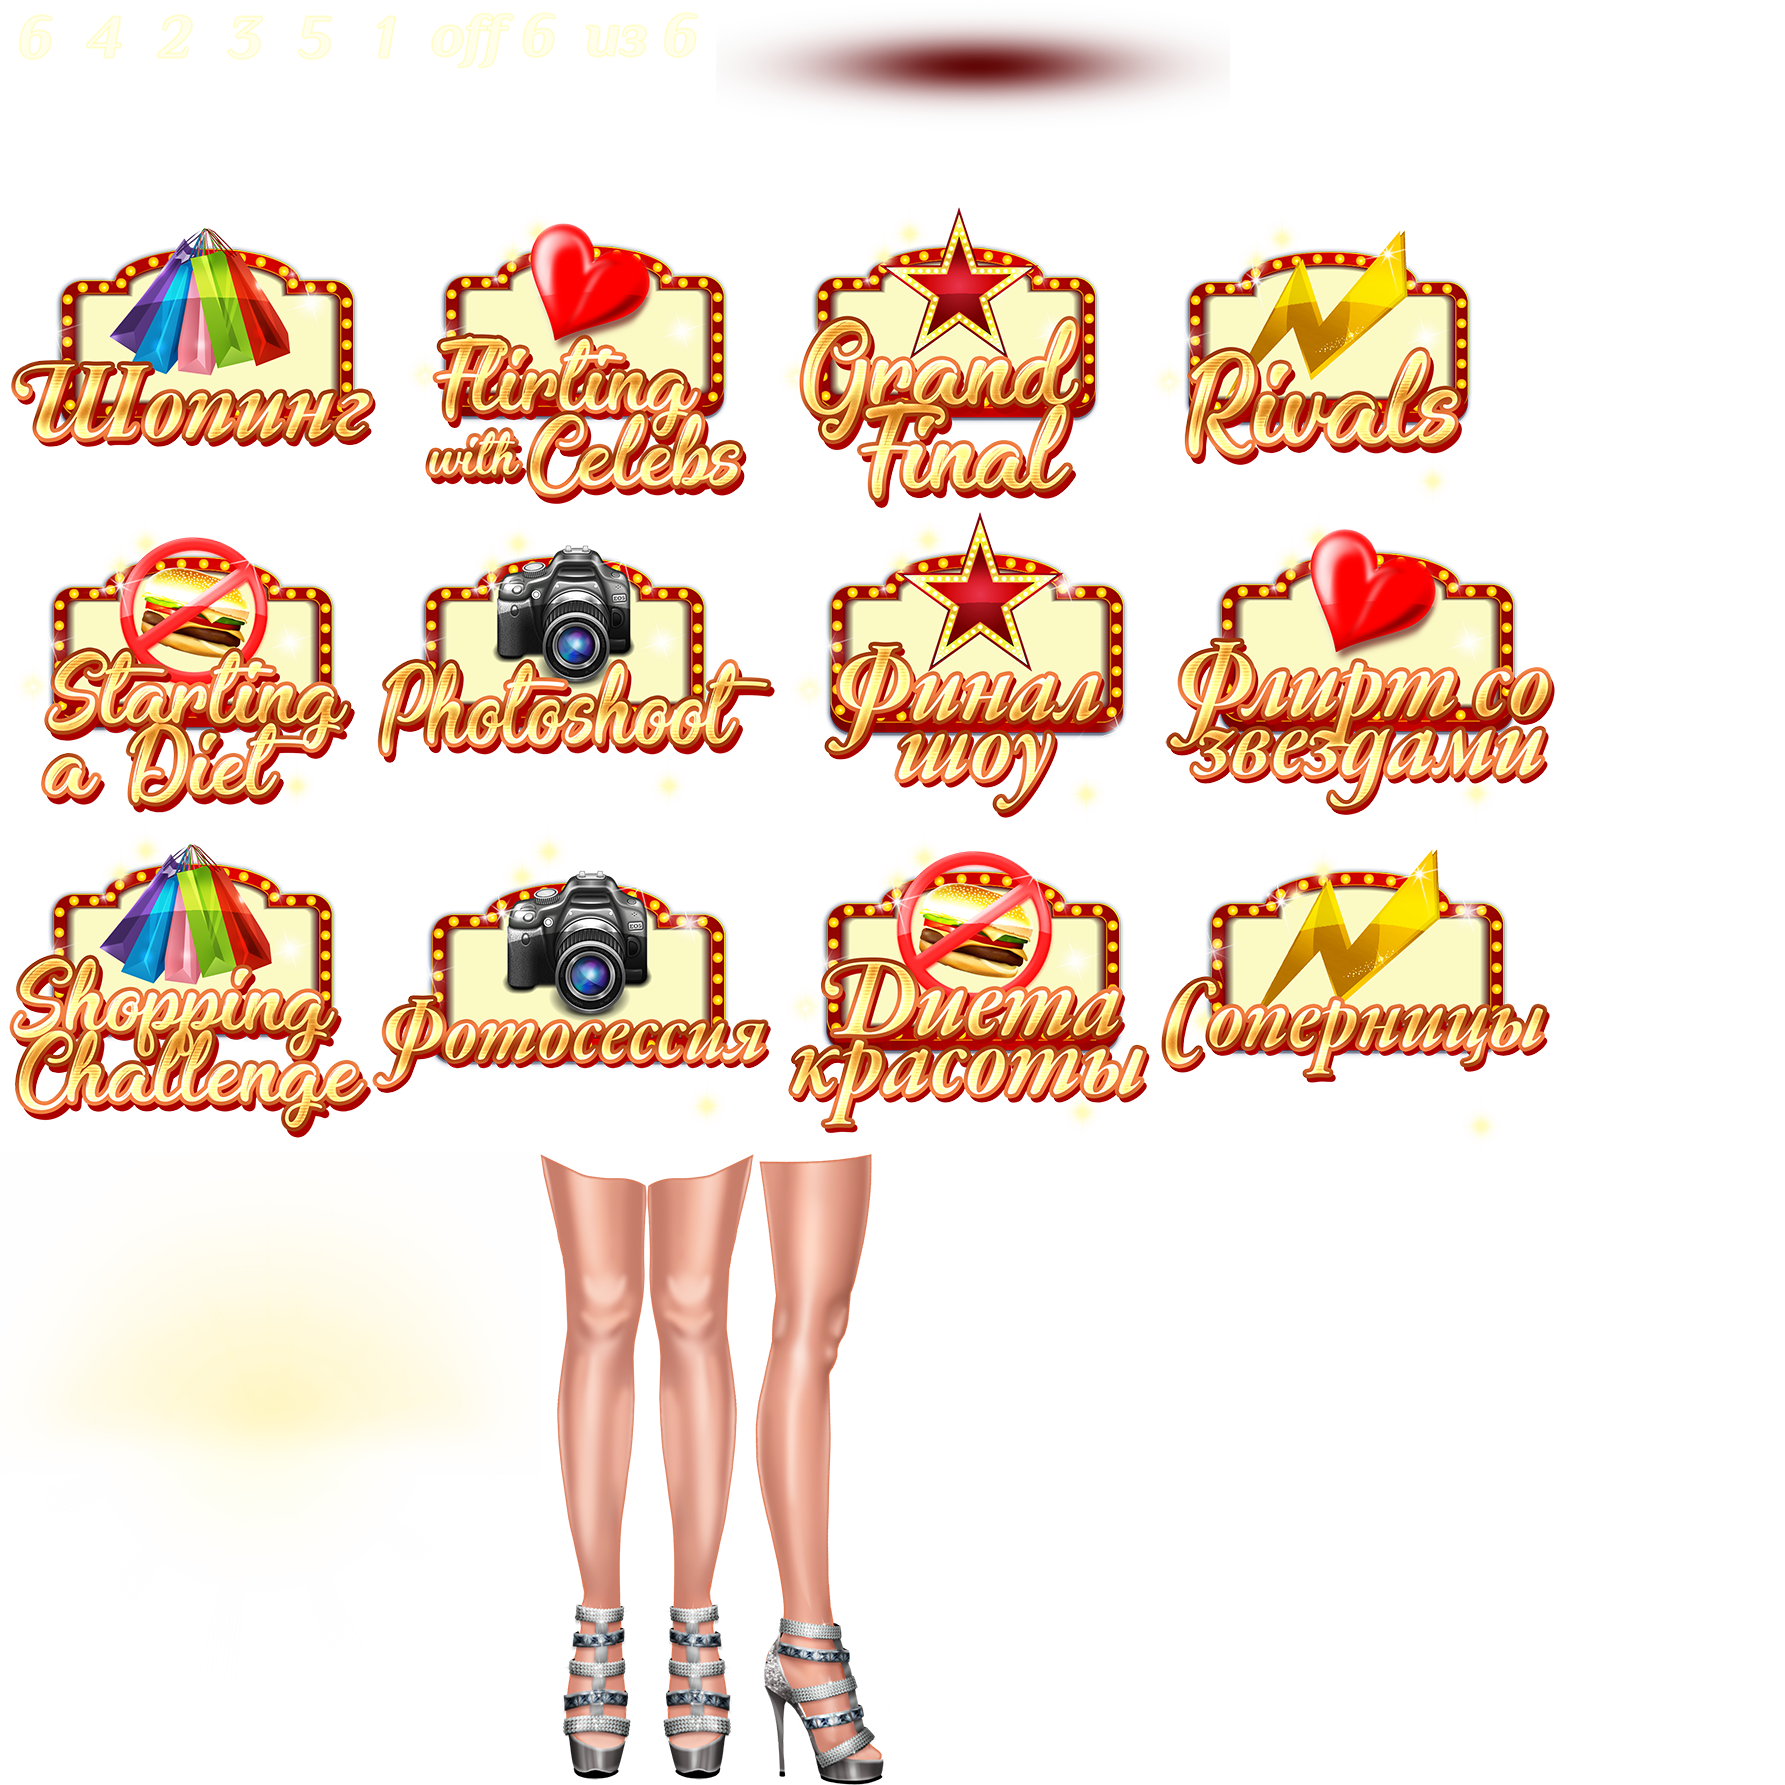 6 4 2 3 5 1 off 6 из 6
Шопинг
Flirting
with Celebs
Grand
Final
Rivals
Starting
a Diet
Photoshoot
Финал
шоу
Флирт со
звездами
Shopping
Challenge
Фотосессия
Диета
красоты
Соперницы